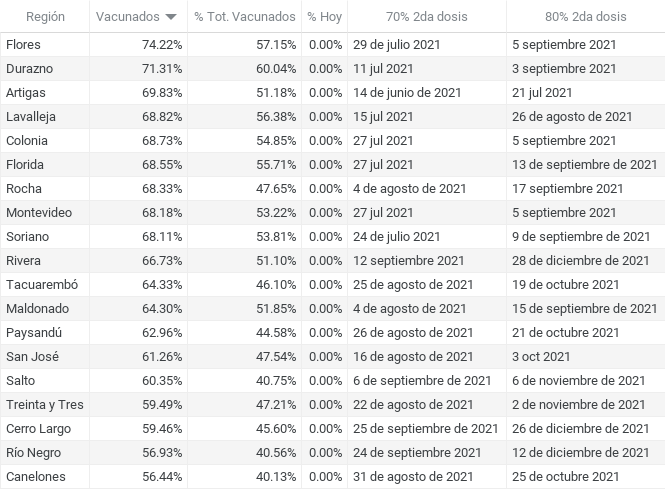 Región Vacunados % Tot. Vacunados % Hoy 70% 2da dosis 80% 2da dosis
Flores 74.22% 57.15% 0.00% 29 de julio 2021 5 septiembre 2021
Durazno 71.31% 60.04% 0.00% 11 jul 2021 3 septiembre 2021
Artigas 69.83% 51.18% 0.00% 14 de junio de 2021 21 jul 2021
Lavalleja 68.82% 56.38% 0.00% 15 jul 2021 26 de agosto de 2021
Colonia 68.73% 54.85% 0.00% 27 jul 2021 5 septiembre 2021
Florida 68.55% 55.71% 0.00% 27 jul 2021 13 de septiembre de 2021
Rocha 68.33% 47.65% 0.00% 4 de agosto de 2021 17 septiembre 2021
Montevideo 68.18% 53.22% 0.00% 27 jul 2021 5 septiembre 2021
Soriano 68.11% 53.81% 0.00% 24 de julio 2021 9 de septiembre de 2021
Rivera 66.73% 51.10% 0.00% 12 septiembre 2021 28 de diciembre de 2021
Tacuarembó 64.33% 46.10% 0.00% 25 de agosto de 2021 19 de octubre 2021
Maldonado 64.30% 51.85% 0.00% 4 de agosto de 2021 15 de septiembre de 2021
Paysandú 62.96% 44.58% 0.00% 26 de agosto de 2021 21 de octubre 2021
San José 61.26% 47.54% 0.00% 16 de agosto de 2021 3 oct 2021
Salto 60.35% 40.75% 0.00% 6 de septiembre de 2021 6 de noviembre de 2021
Treinta y Tres 59.49% 47.21% 0.00% 22 de agosto de 2021 2 de noviembre de 2021
Cerro Largo 59.46% 45.60% 0.00% 25 de septiembre de 2021 26 de diciembre de 2021
Río Negro 56.93% 40.56% 0.00% 24 de septiembre 2021 12 de diciembre de 2021
Canelones 56.44% 40.13% 0.00% 31 de agosto de 2021 25 de octubre de 2021